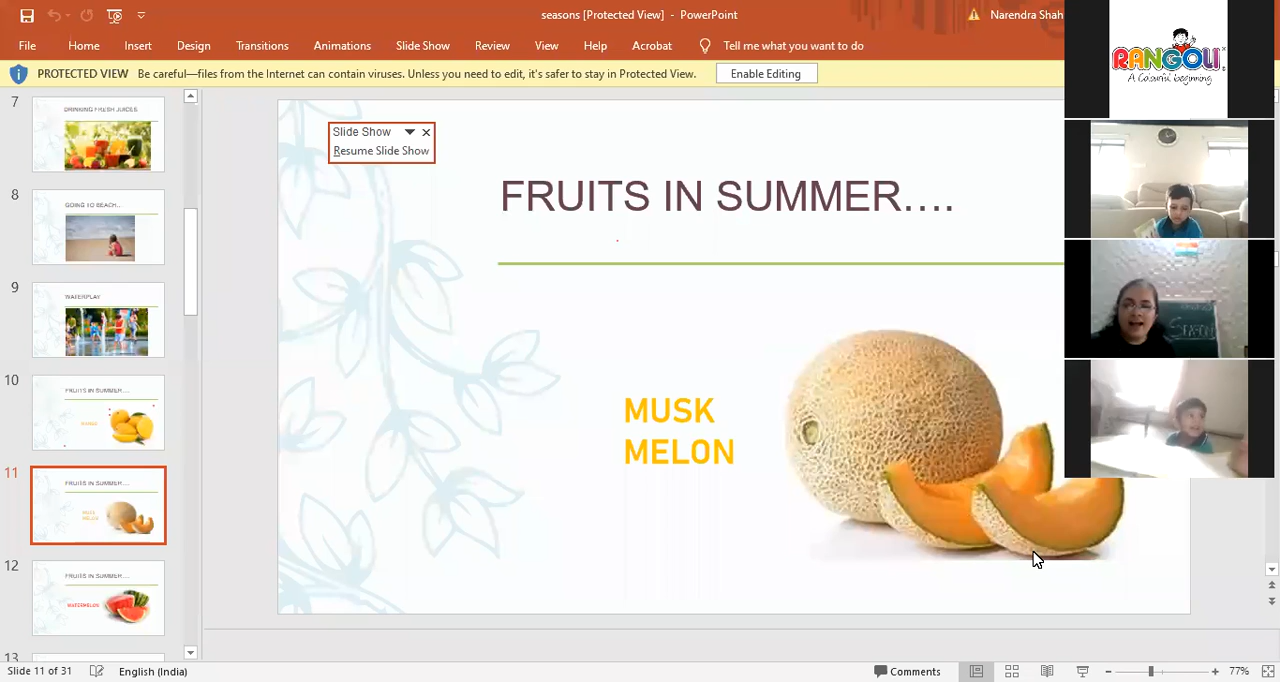 seasons [Protected View] - PowerPoint
Narendra Shah
File Home Insert Design Transitions Animations Slide Show Review View Help Acrobat Tell me what you want to do
PROTECTED VIEW Be careful—files from the Internet can contain viruses. Unless you need to edit, it's safer to stay in Protected View. Enable Editing
RANGOLI
A Colourful beginning
7
DRINKING FRESH JUICES
8
GOING TO BEACH..
9
WATERPLAY
10
FRUITS IN SUMMER....
MANGO
11
FRUITS IN SUMMER....
MUSK
MELON
12
FRUITS IN SUMMER....
WATERMELON
13
Slide Show
Resume Slide Show
FRUITS IN SUMMER....
MUSK
MELON
Slide 11 of 31 English (India) Comments 77%